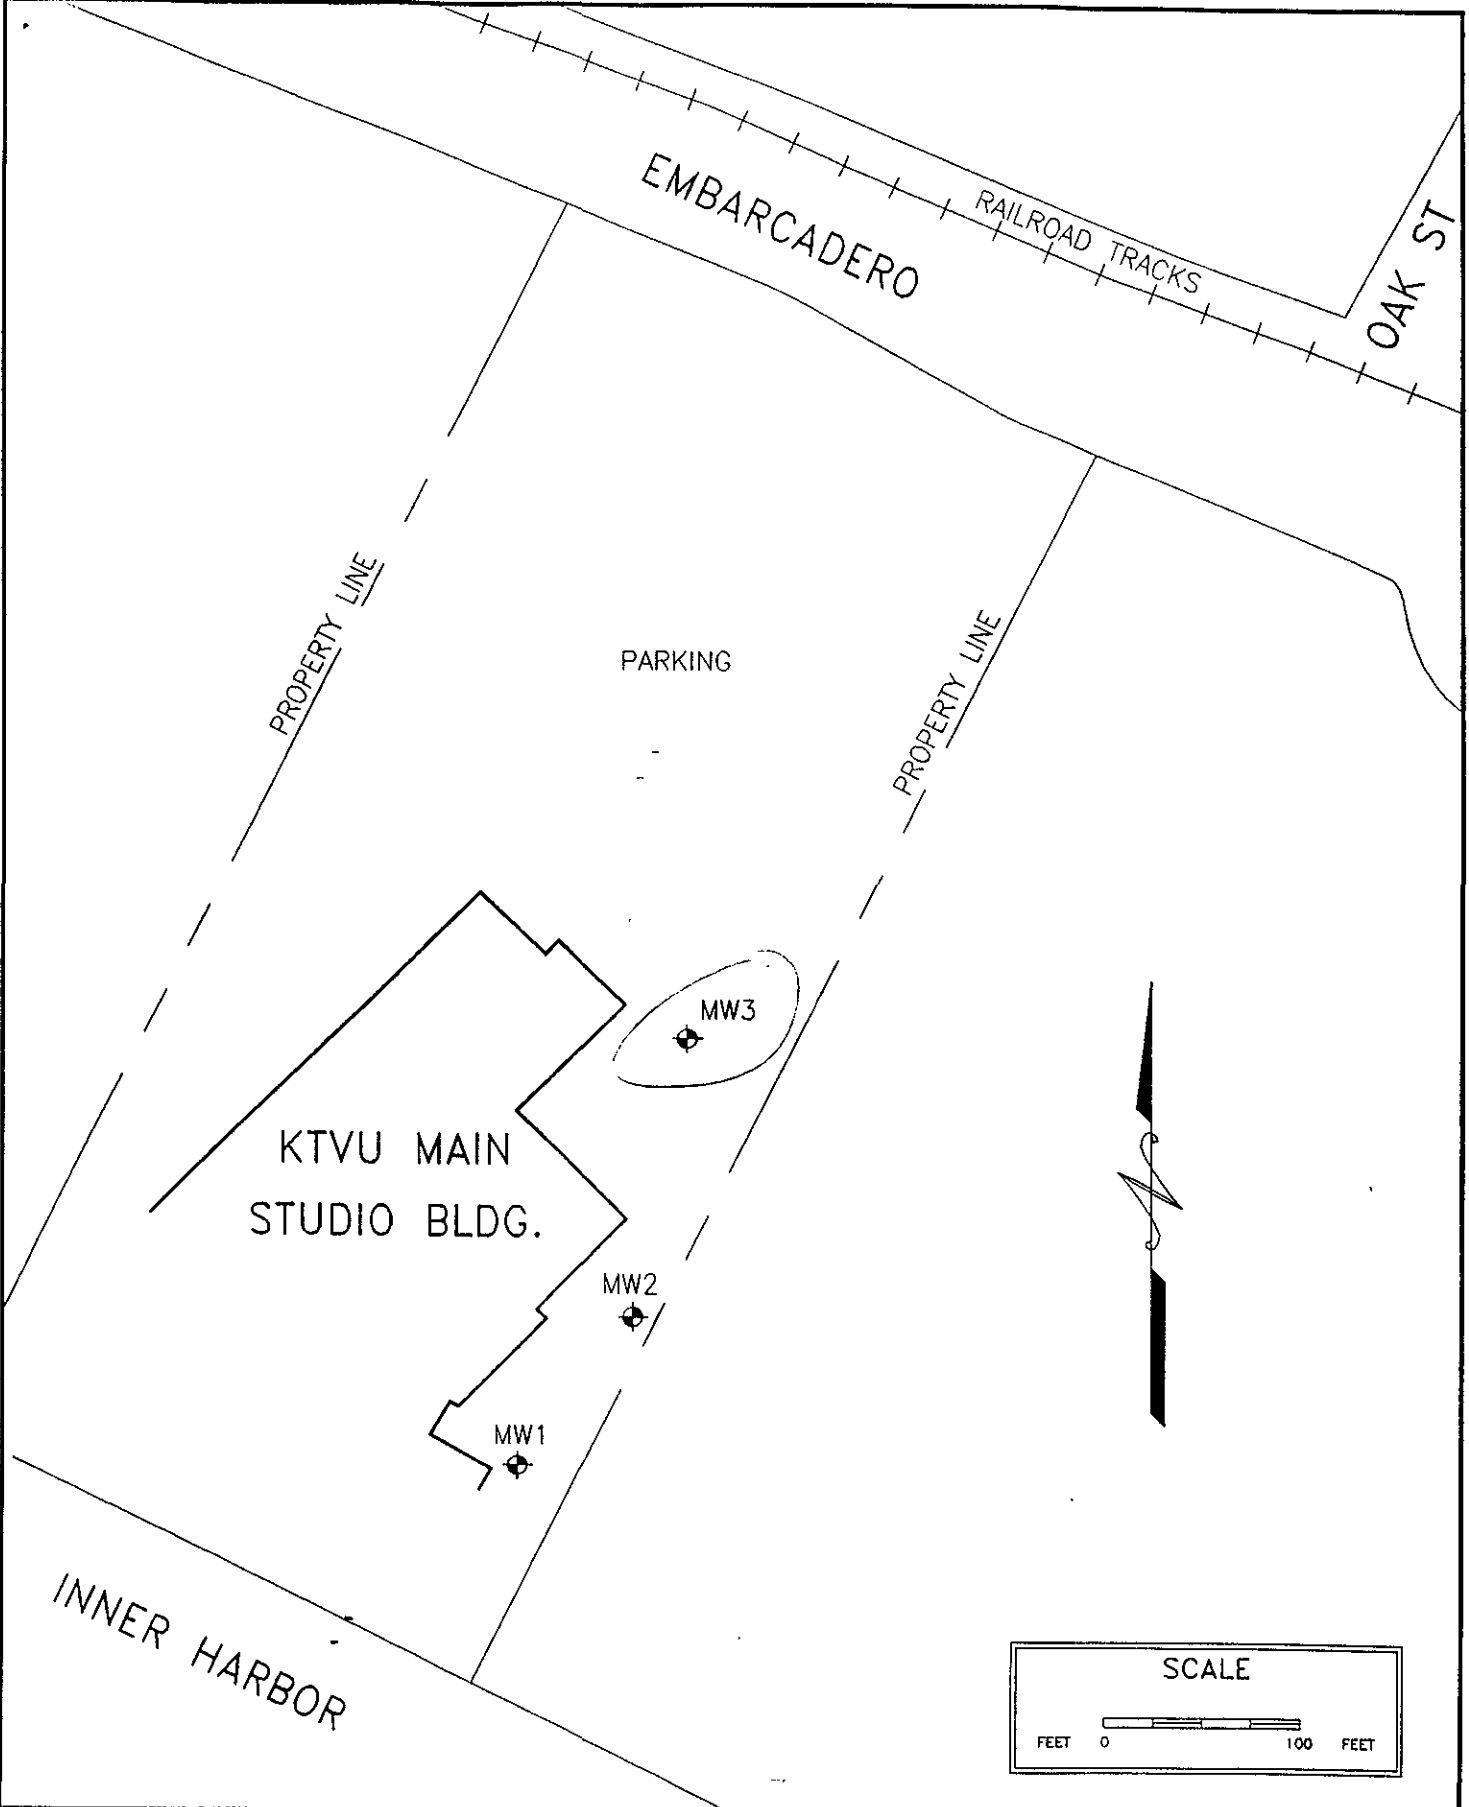 EMBARCADERO
RAILROAD TRACKS
OAK ST
PROPERTY LINE
PROPERTY LINE
PARKING
MW3
KTVU MAIN
STUDIO BLDG.
MW2
MW1
INNER HARBOR
SCALE
FEET 0 100 FEET